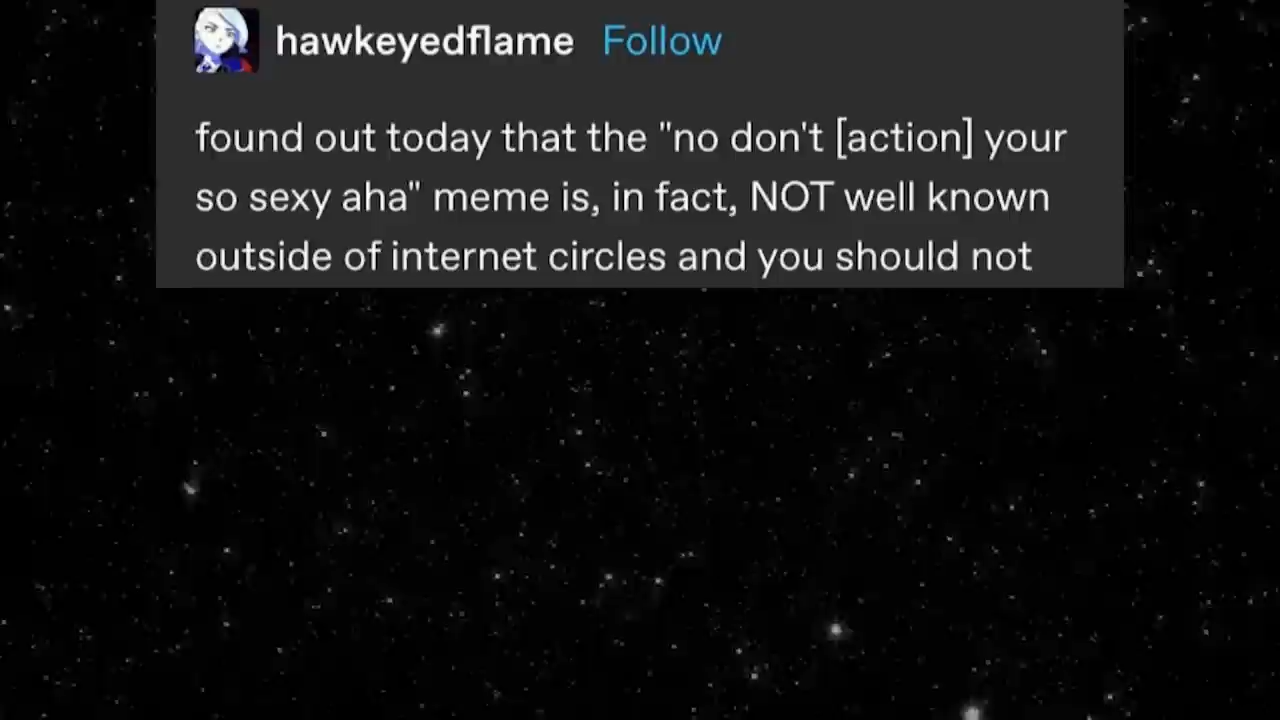 hawkeyedflame Follow
found out today that the "no don't [action] your
so sexy aha" meme is, in fact, NOT well known
outside of internet circles and you should not